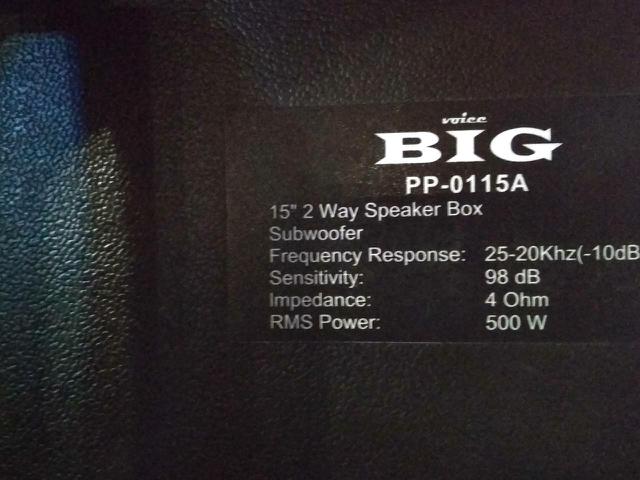 voice
BIG
PP-0115A
15" 2 Way Speaker Box
Subwoofer
Frequency Response: 25-20Khz(-10dB
Sensitivity: 98 dB
Impedance: 4 Ohm
RMS Power: 500 W